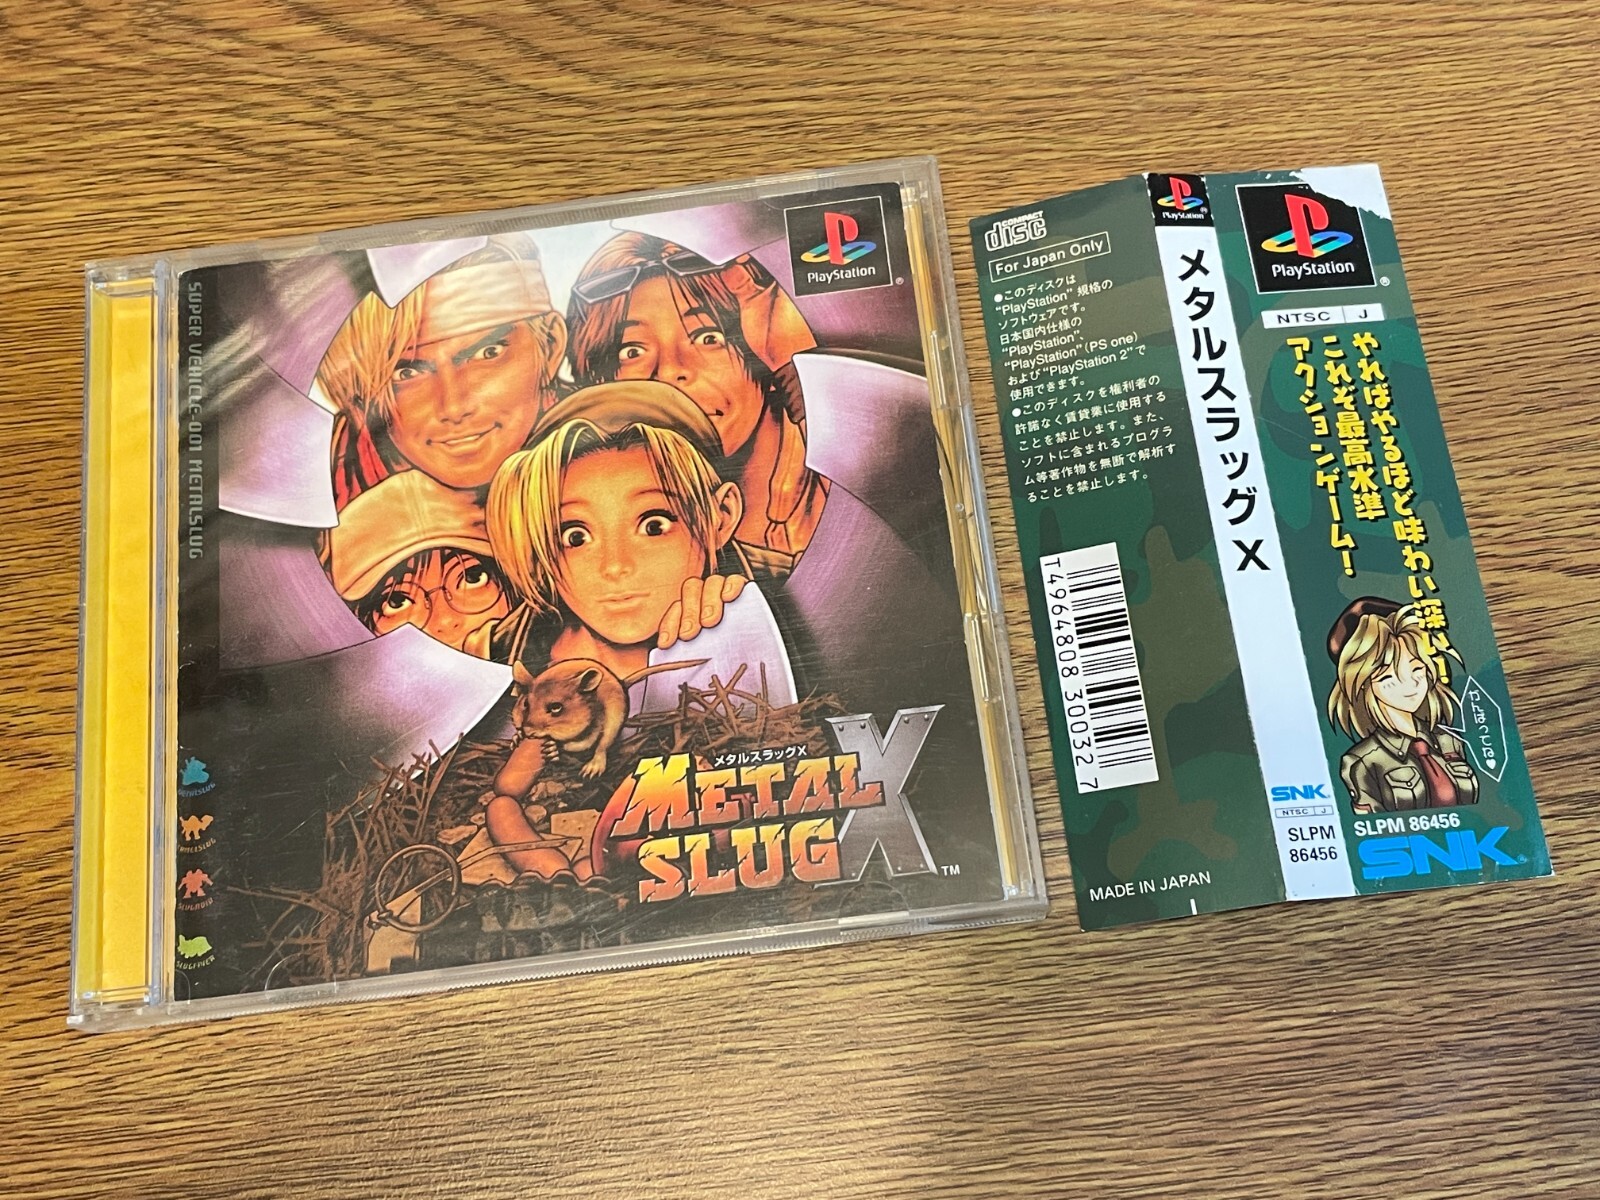 SUPER VEHICLE-001 METALSLUG
PlayStation
メタルスラッグX
METAL
SLUG X
TM
COMPACT
disc
For Japan Only
●このディスクは
"PlayStation" 規格の
ソフトウェアです。
日本国内仕様の
"PlayStation"、
"PlayStation" (PS one)
および"PlayStation 2"で
使用できます。
●このディスクを権利者の
許諾なく賃貸業に使用する
ことを禁止します。また、
ソフトに含まれるプログラ
ム等著作物を無断で解析す
ることを禁止します。
T4964808 300327
MADE IN JAPAN
PlayStation
メタルスラッグ X
SNK
NTSC J
SLPM
86456
PlayStation
NTSC J
やればやるほど味わい深い!
これぞ最高水準
アクションゲーム!
がんばってね♥
SLPM 86456
SNK